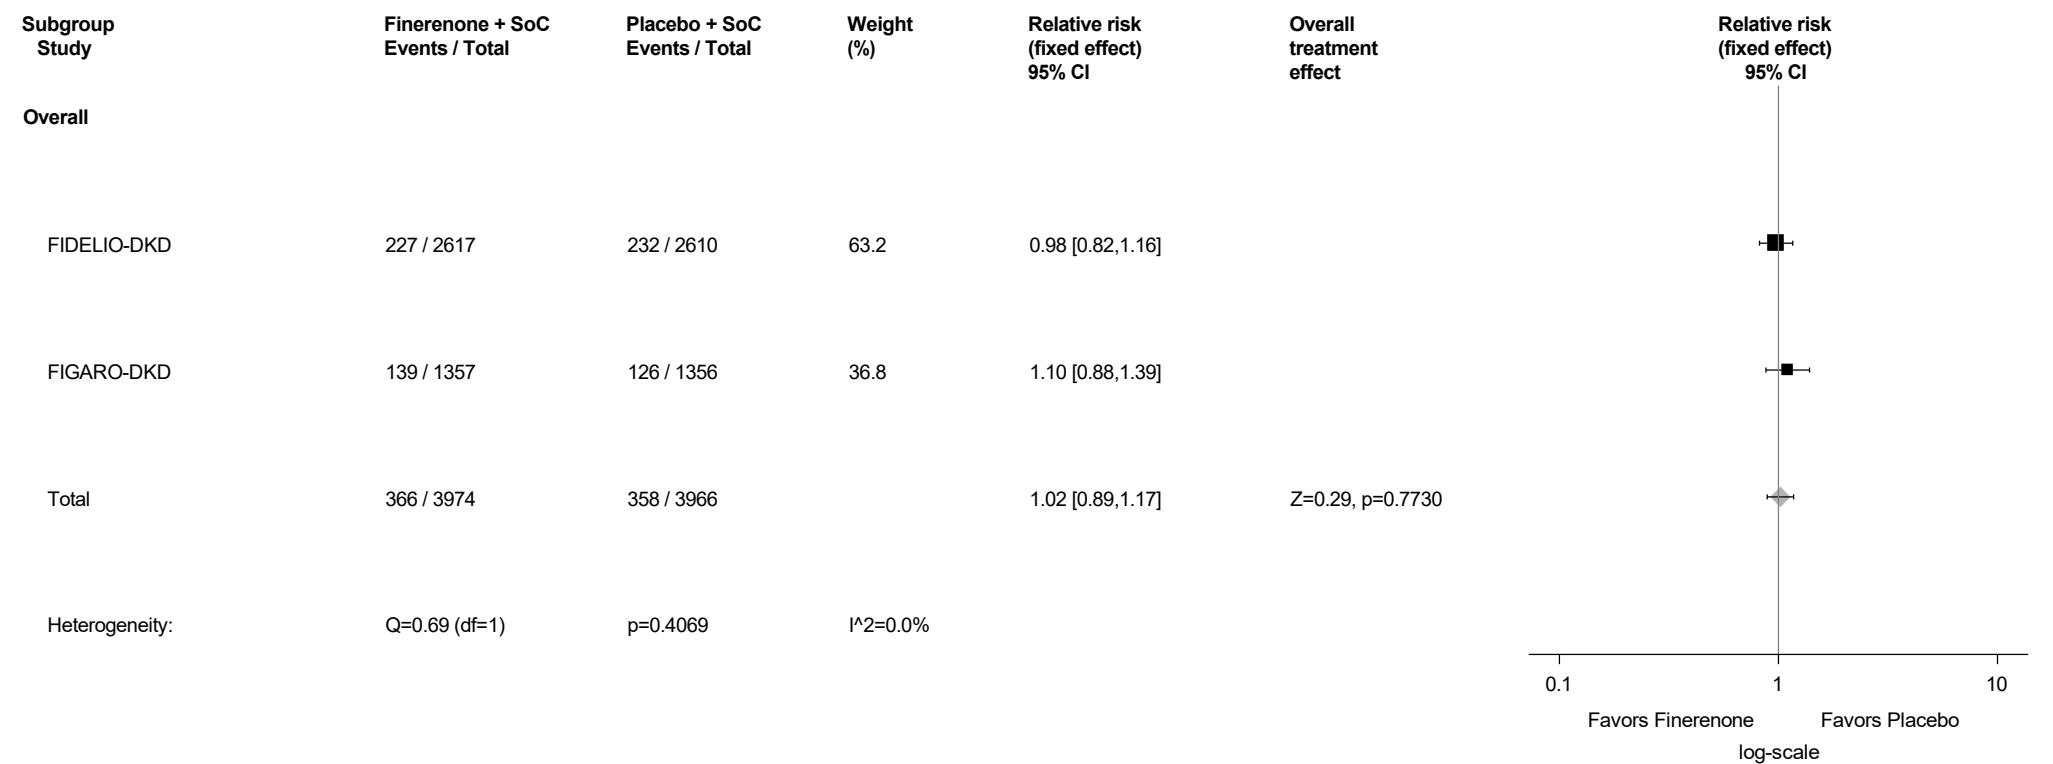 Subgroup Finerenone + SoC Placebo + SoC Weight Relative risk Overall Relative risk
Study Events / Total Events / Total (%) (fixed effect) treatment (fixed effect)
95% CI effect 95% CI
Overall
FIDELIO-DKD 227 / 2617 232 / 2610 63.2 0.98 [0.82,1.16]
FIGARO-DKD 139 / 1357 126 / 1356 36.8 1.10 [0.88,1.39]
Total 366 / 3974 358 / 3966 1.02 [0.89,1.17] Z=0.29, p=0.7730
Heterogeneity: Q=0.69 (df=1) p=0.4069 I^2=0.0%
0.1 1 10
Favors Finerenone Favors Placebo
log-scale